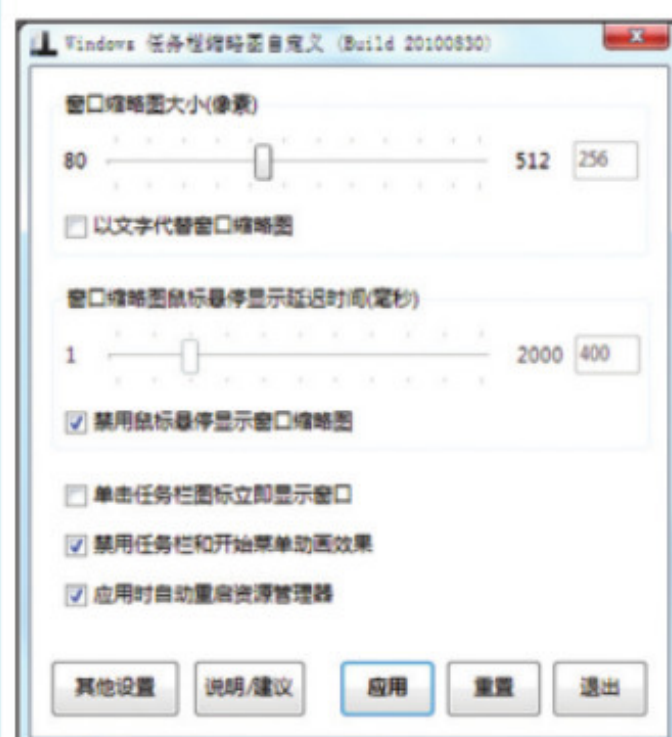 Windows 任务栏缩略图自定义 (Build 20100830)
窗口缩略图大小(像素)
80 512 256
以文字代替窗口缩略图
窗口缩略图鼠标悬停显示延迟时间(毫秒)
1 2000 400
禁用鼠标悬停显示窗口缩略图
单击任务栏图标立即显示窗口
禁用任务栏和开始菜单动画效果
应用时自动重启资源管理器
其他设置 说明/建议 应用 重置 退出